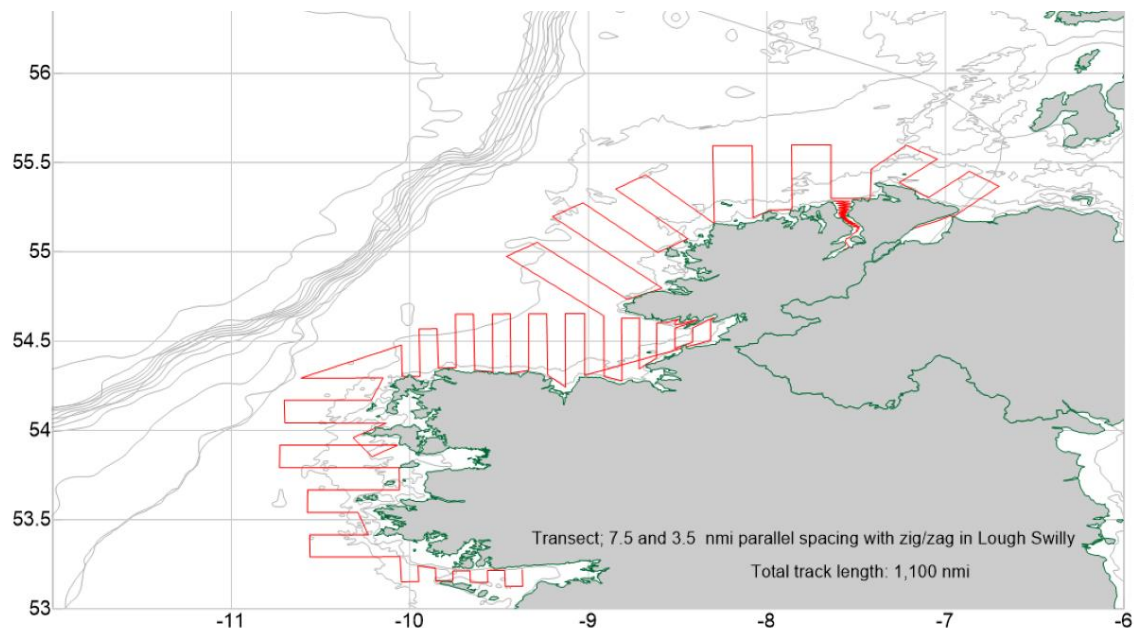 56
55.5
55
54.5
54
53.5
Transect; 7.5 and 3.5 nmi parallel spacing with zig/zag in Lough Swilly
Total track length: 1,100 nmi
53
-11 -10 -9 -8 -7 -6